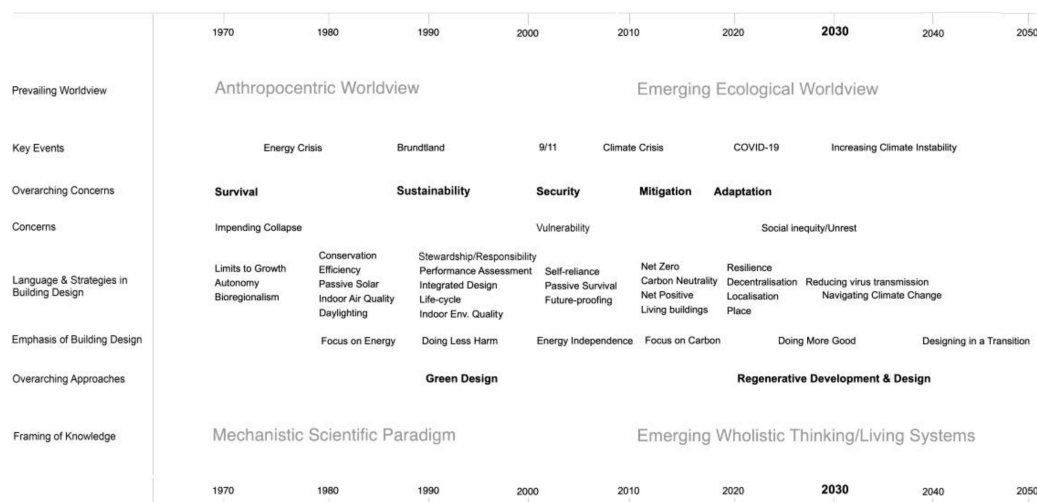 1970 1980 1990 2000 2010 2020 2030 2040 2050
Prevailing Worldview Anthropocentric Worldview Emerging Ecological Worldview
Key Events Energy Crisis Brundtland 9/11 Climate Crisis COVID-19 Increasing Climate Instability
Overarching Concerns Survival Sustainability Security Mitigation Adaptation
Concerns Impending Collapse Vulnerability Social inequity/Unrest
Language & Strategies in
Building Design
Limits to Growth
Autonomy
Bioregionalism
Conservation
Efficiency
Passive Solar
Indoor Air Quality
Daylighting
Stewardship/Responsibility
Performance Assessment
Integrated Design
Life-cycle
Indoor Env. Quality
Self-reliance
Passive Survival
Future-proofing
Net Zero
Carbon Neutrality
Net Positive
Living buildings
Resilience
Decentralisation
Localisation
Place
Reducing virus transmission
Navigating Climate Change
Emphasis of Building Design Focus on Energy Doing Less Harm Energy Independence Focus on Carbon Doing More Good Designing in a Transition
Overarching Approaches Green Design Regenerative Development & Design
Framing of Knowledge Mechanistic Scientific Paradigm Emerging Wholistic Thinking/Living Systems
1970 1980 1990 2000 2010 2020 2030 2040 2050